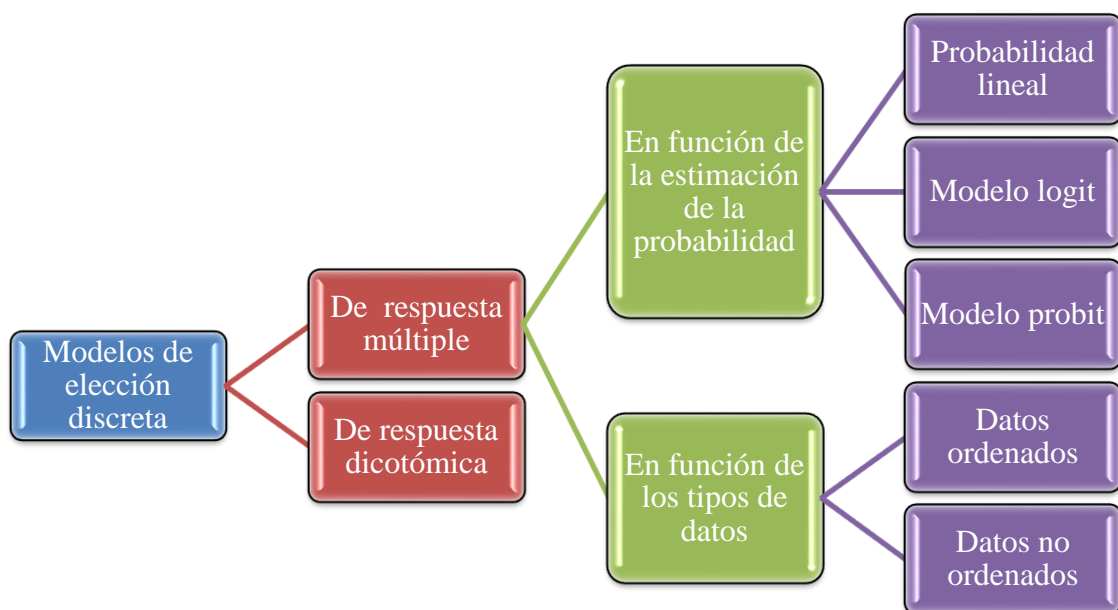 Modelos de
elección
discreta
De respuesta
múltiple
De respuesta
dicotómica
En función de
la estimación
de la
probabilidad
En función de
los tipos de
datos
Probabilidad
lineal
Modelo logit
Modelo probit
Datos
ordenados
Datos no
ordenados